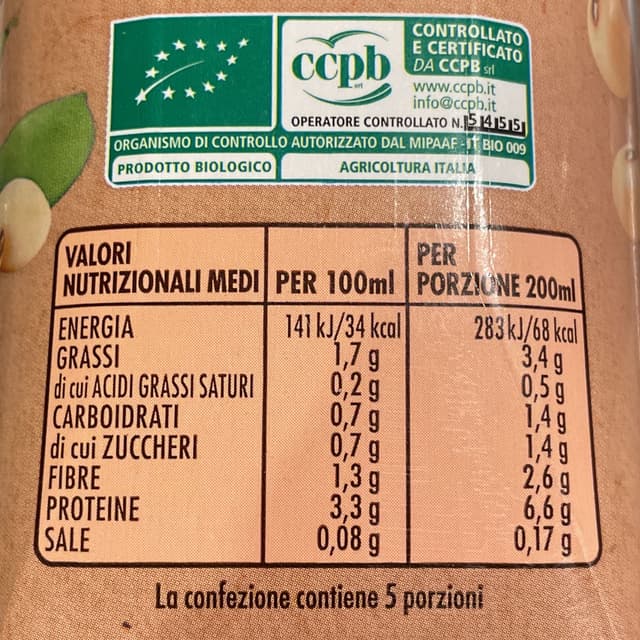 ccpb
srl
CONTROLLATO
E CERTIFICATO
DA CCPB srl
www.ccpb.it
info@ccpb.it
OPERATORE CONTROLLATO N. 5 4 5 5
ORGANISMO DI CONTROLLO AUTORIZZATO DAL MIPAAF - IT BIO 009
PRODOTTO BIOLOGICO AGRICOLTURA ITALIA
VALORI NUTRIZIONALI MEDI PER 100ml PER PORZIONE 200ml
ENERGIA 141 kJ/34 kcal 283 kJ/68 kcal
GRASSI 1,7 g 3,4 g
di cui ACIDI GRASSI SATURI 0,2 g 0,5 g
CARBOIDRATI 0,7 g 1,4 g
di cui ZUCCHERI 0,7 g 1,4 g
FIBRE 1,3 g 2,6 g
PROTEINE 3,3 g 6,6 g
SALE 0,08 g 0,17 g
La confezione contiene 5 porzioni